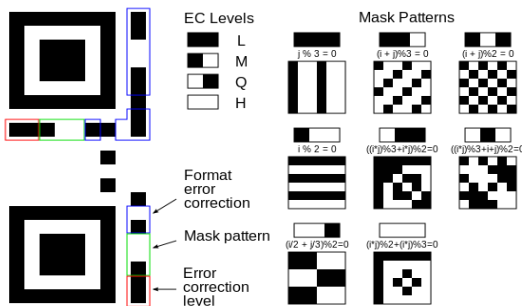 EC Levels
L
M
Q
H
Mask Patterns
j % 3 = 0
(i + j)%3 = 0
(i + j)%2 = 0
i % 2 = 0
((i*j)%3+i*j)%2=0
((i*j)%3+i+j)%2=0
(i/2 + j/3)%2=0
(i*j)%2+(i*j)%3=0
Format
error
correction
Mask pattern
Error
correction
level